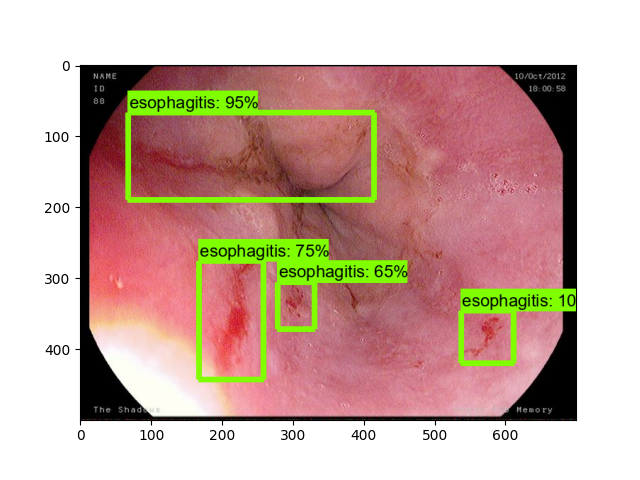 0
100
200
300
400
0
100
200
300
400
500
600
NAME
ID
88
10/Oct/2012
18:00:58
esophagitis: 95%
esophagitis: 75%
esophagitis: 65%
esophagitis: 10
The Shado
Memory